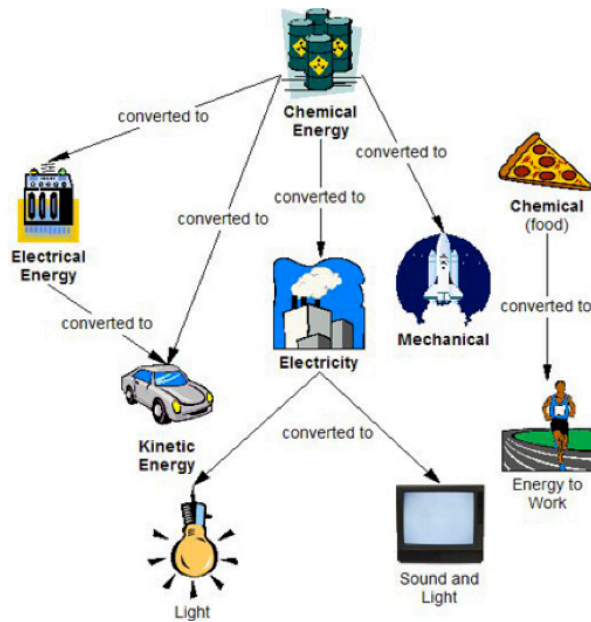 Chemical
Energy
converted to
converted to
converted to
converted to
Chemical
(food)
Electrical
Energy
converted to
converted to
Mechanical
Electricity
Kinetic
Energy
converted to
Energy to
Work
Light
Sound and
Light